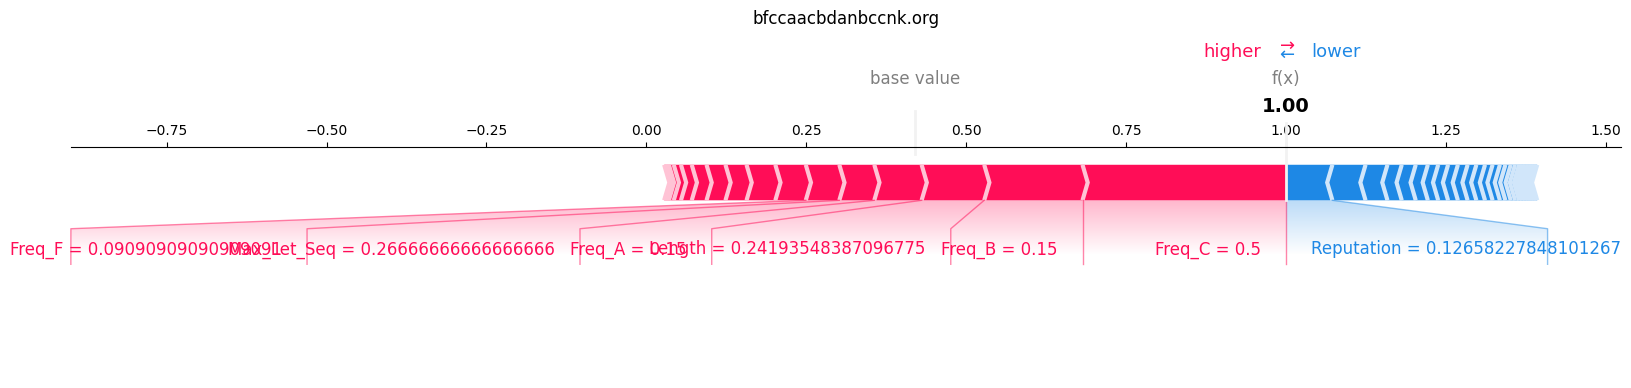 bfccaacbdanbccnk.org
higher ⇄ lower
base value f(x)
1.00
−0.75 −0.50 −0.25 0.00 0.25 0.50 0.75 1.00 1.25 1.50
Freq_F = 0.09090909090909091 Max_Let_Seq = 0.26666666666666666 Freq_A = 0.15 Length = 0.24193548387096775 Freq_B = 0.15 Freq_C = 0.5 Reputation = 0.12658227848101267